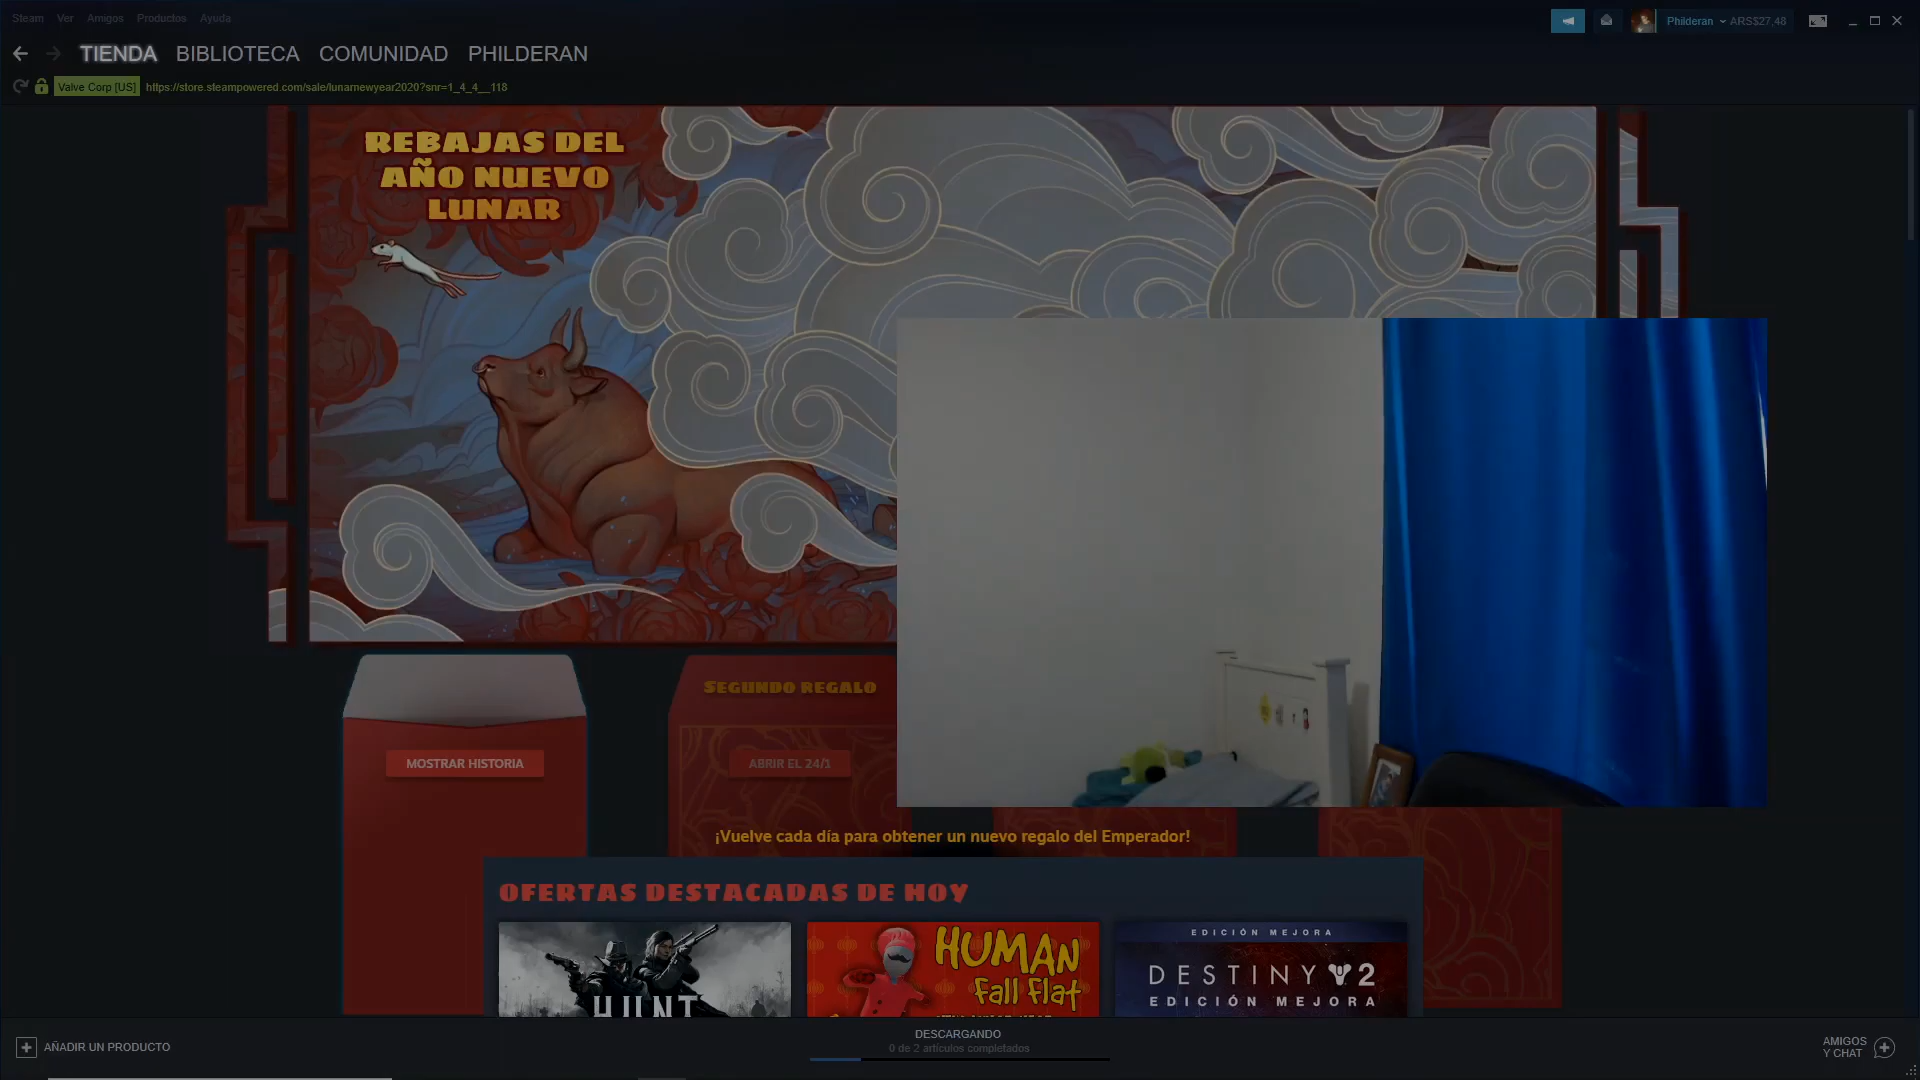 Steam Ver Amigos Productos Ayuda
Philderan ARS$27,48
TIENDA BIBLIOTECA COMUNIDAD PHILDERAN
Valve Corp [US] https://store.steampowered.com/sale/lunarnewyear2020?snr=1_4_4__118
REBAJAS DEL
AÑO NUEVO
LUNAR
SEGUNDO REGALO
MOSTRAR HISTORIA
ABRIR EL 24/1
¡Vuelve cada día para obtener un nuevo regalo del Emperador!
OFERTAS DESTACADAS DE HOY
HUNT
HUMAN
Fall Flat
EDICIÓN MEJORA
DESTINY 2
EDICIÓN MEJORA
AÑADIR UN PRODUCTO
DESCARGANDO
0 de 2 artículos completados
AMIGOS
Y CHAT